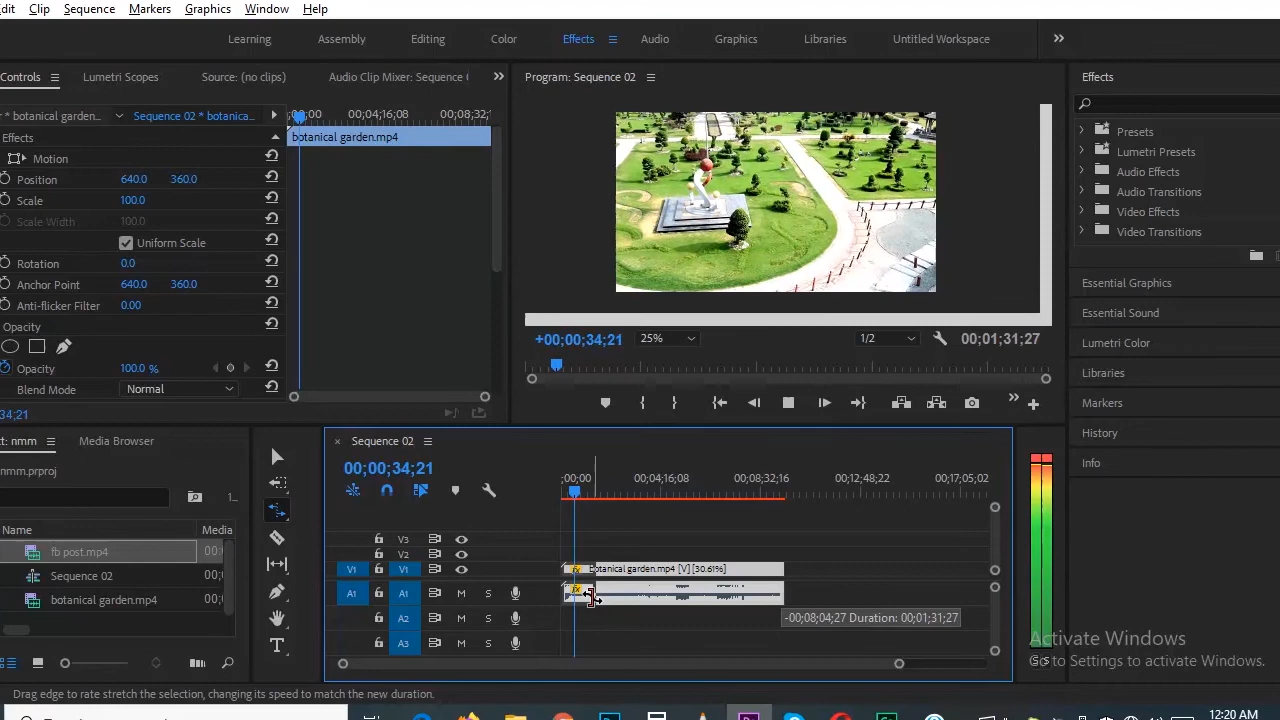 dit Clip Sequence Markers Graphics Window Help
Learning Assembly Editing Color Effects Audio Graphics Libraries Untitled Workspace
Controls Lumetri Scopes Source: (no clips) Audio Clip Mixer: Sequence
Program: Sequence 02
Effects
* botanical garden... Sequence 02 * botanica...
;00;00 00;04;16;08 00;08;32;
Effects
botanical garden.mp4
Motion
Position 640.0 360.0
Scale 100.0
Scale Width 100.0
Uniform Scale
Rotation 0.0
Anchor Point 640.0 360.0
Anti-flicker Filter 0.00
Opacity
Opacity 100.0 %
Blend Mode Normal
34;21
+00;00;34;21 25% 1/2 00;01;31;27
Presets
Lumetri Presets
Audio Effects
Audio Transitions
Video Effects
Video Transitions
Essential Graphics
Essential Sound
Lumetri Color
Libraries
Markers
History
Info
ct: nmm Media Browser
nmm.prproj
1...
Name Media
fb post.mp4 00;
Sequence 02 00;
botanical garden.mp4 00;
Sequence 02
00;00;34;21
;00;00 00;04;16;08 00;08;32;16 00;12;48;22 00;17;05;02
V3
V2
V1 V1 fx botanical garden.mp4 [V] [30.61%]
A1 A1 M S fx
A2 M S
A3 M S
-00;08;04;27 Duration: 00;01;31;27
S S
Activate Windows
Go to Settings to activate Windows.
Drag edge to rate stretch the selection, changing its speed to match the new duration.
12:20 AM